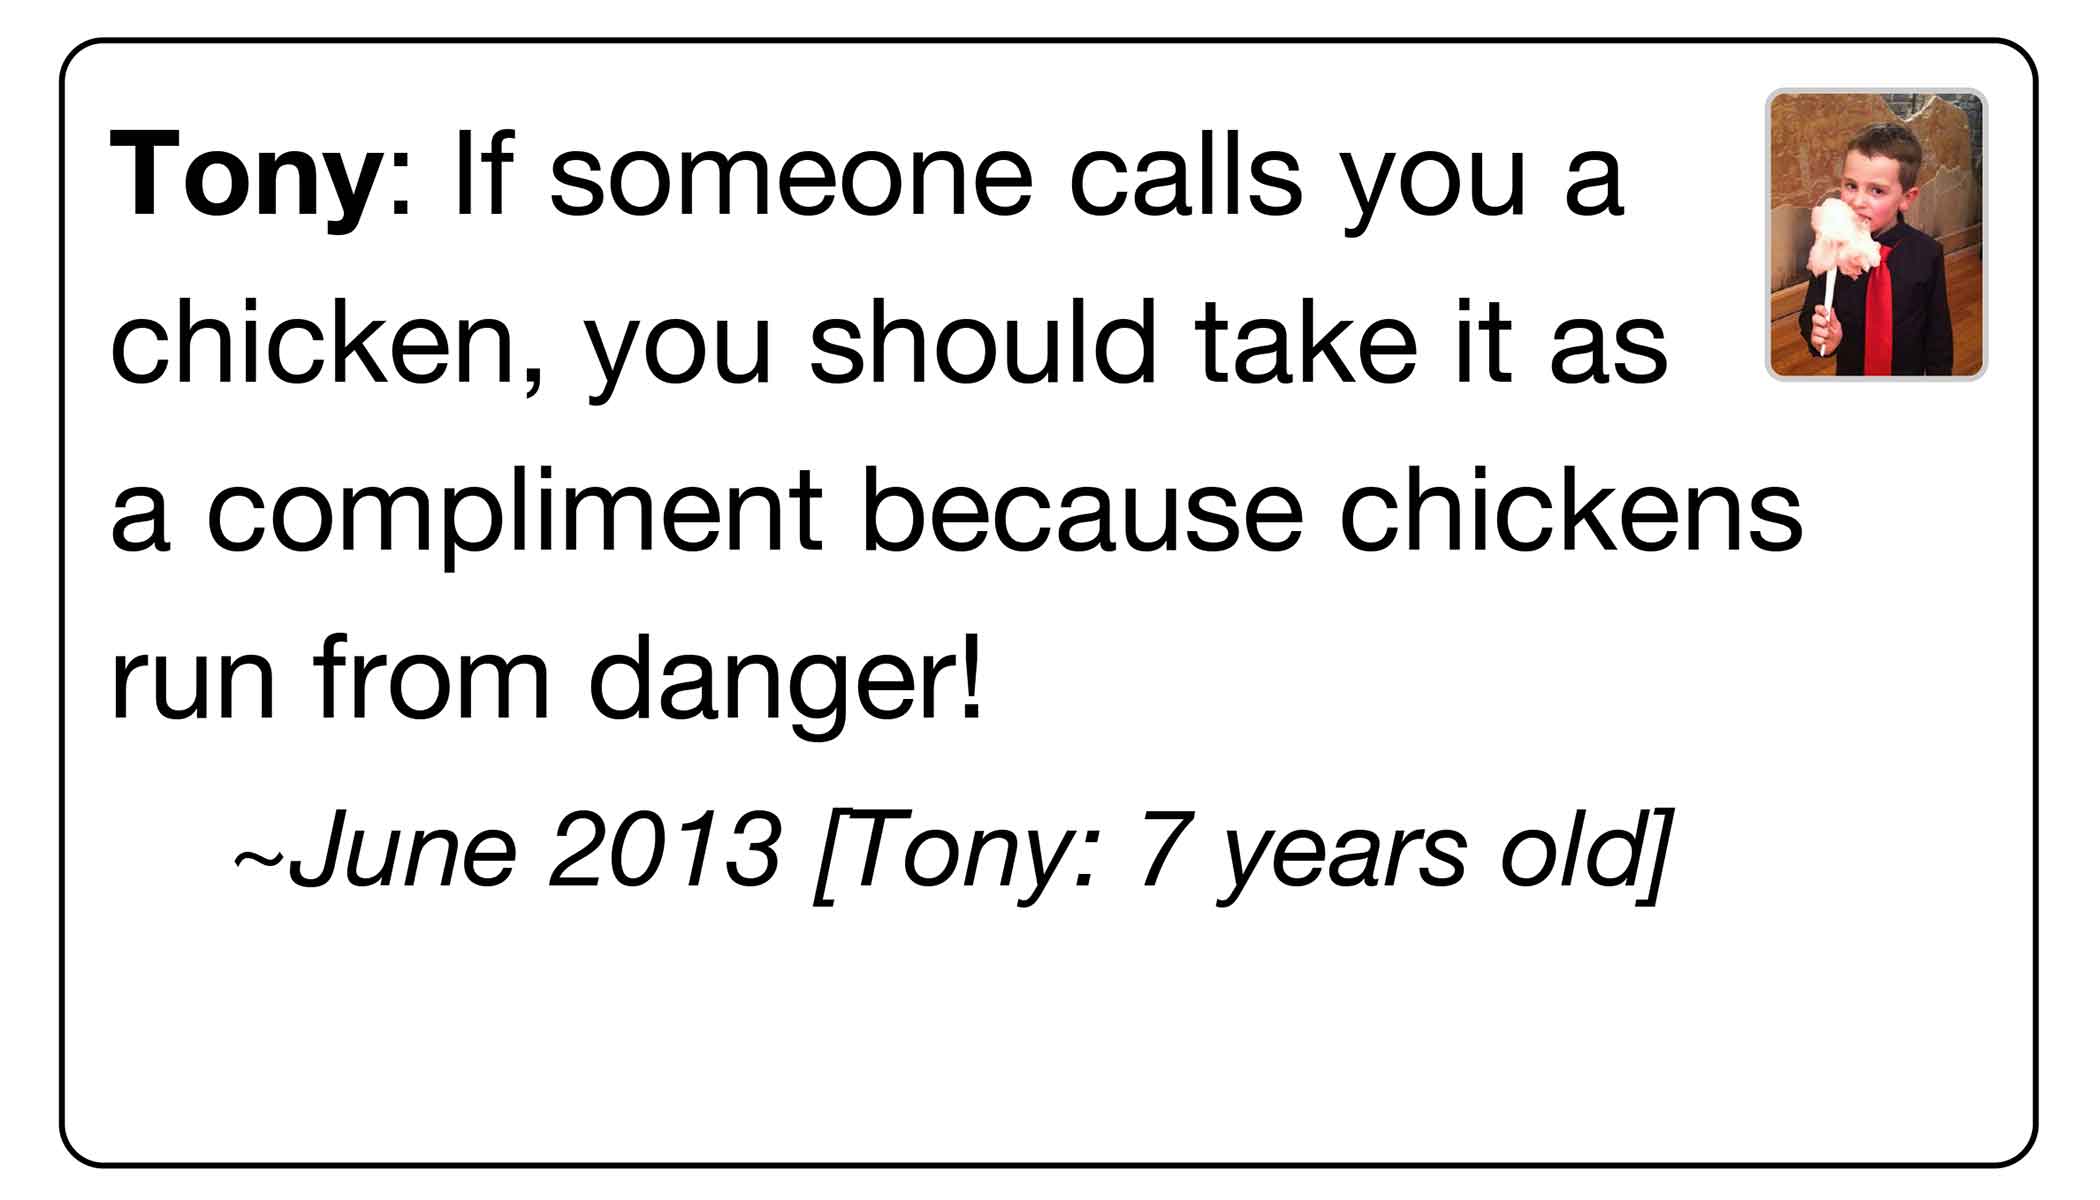 Tony: If someone calls you a
chicken, you should take it as
a compliment because chickens
run from danger!
~June 2013 [Tony: 7 years old]